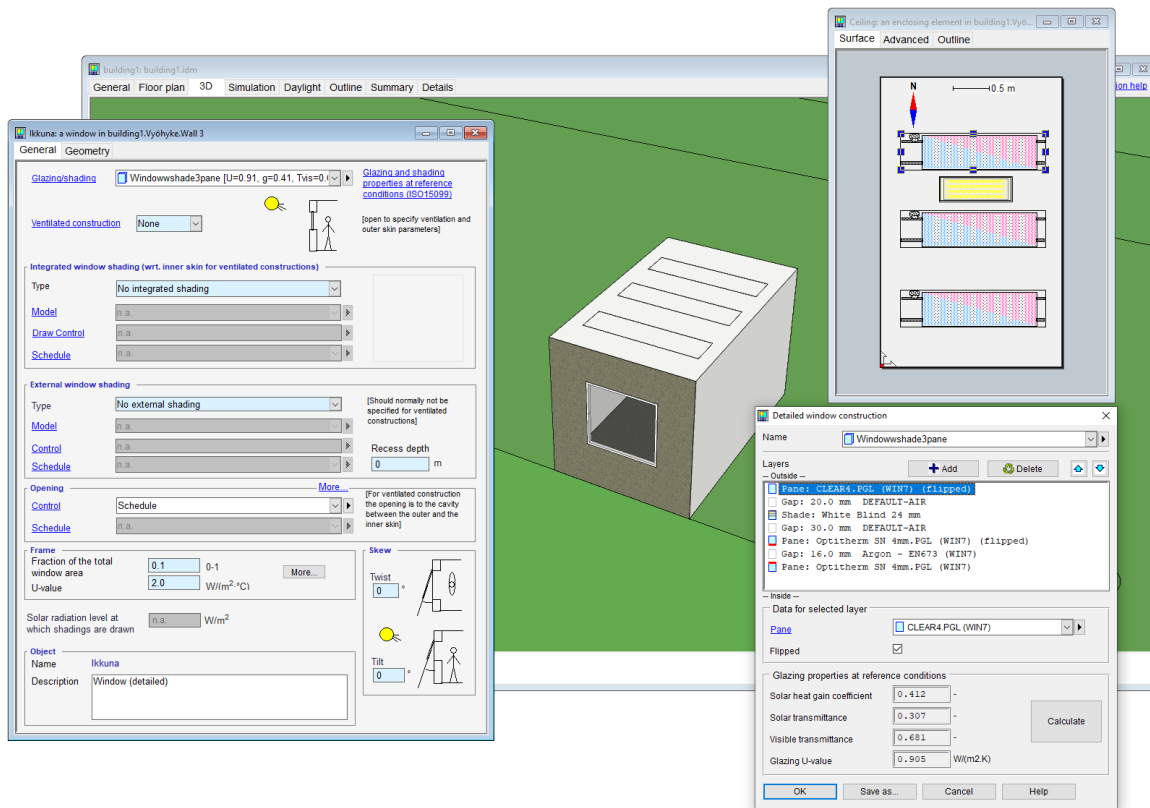 Ceiling: an enclosing element in building1.Vyö...
Surface Advanced Outline
N
0.5 m
building1: building1.idm
General Floor plan 3D Simulation Daylight Outline Summary Details
Ikkuna: a window in building1.Vyöhyke.Wall 3
General Geometry
Glazing/shading
Windowwshade3pane [U=0.91, g=0.41, Tvis=0.
Glazing and shading
properties at reference
conditions (ISO15099)
Ventilated construction
None
[open to specify ventilation and
outer skin parameters]
Integrated window shading (wrt. inner skin for ventilated constructions)
Type
No integrated shading
Model
n.a.
Draw Control
n.a.
Schedule
n.a.
External window shading
Type
No external shading
[Should normally not be
specified for ventilated
constructions]
Model
n.a.
Control
n.a.
Recess depth
Schedule
n.a.
0 m
Opening
More...
Control
Schedule
[For ventilated construction
the opening is to the cavity
between the outer and the
inner skin]
Schedule
n.a.
Frame
Fraction of the total
window area
0.1 0-1
U-value
2.0 W/(m2·°C)
More...
Skew
Twist
0 °
Solar radiation level at
which shadings are drawn
n.a. W/m2
Tilt
0 °
Object
Name Ikkuna
Description Window (detailed)
Detailed window construction
Name
Windowwshade3pane
Layers
-- Outside --
Add
Delete
Pane: CLEAR4.PGL (WIN7) (flipped)
Gap: 20.0 mm DEFAULT-AIR
Shade: White Blind 24 mm
Gap: 30.0 mm DEFAULT-AIR
Pane: Optitherm SN 4mm.PGL (WIN7) (flipped)
Gap: 16.0 mm Argon - EN673 (WIN7)
Pane: Optitherm SN 4mm.PGL (WIN7)
-- Inside --
Data for selected layer
Pane
CLEAR4.PGL (WIN7)
Flipped
Glazing properties at reference conditions
Solar heat gain coefficient 0.412 -
Solar transmittance 0.307 -
Visible transmittance 0.681 -
Glazing U-value 0.905 W/(m2.K)
Calculate
OK Save as... Cancel Help